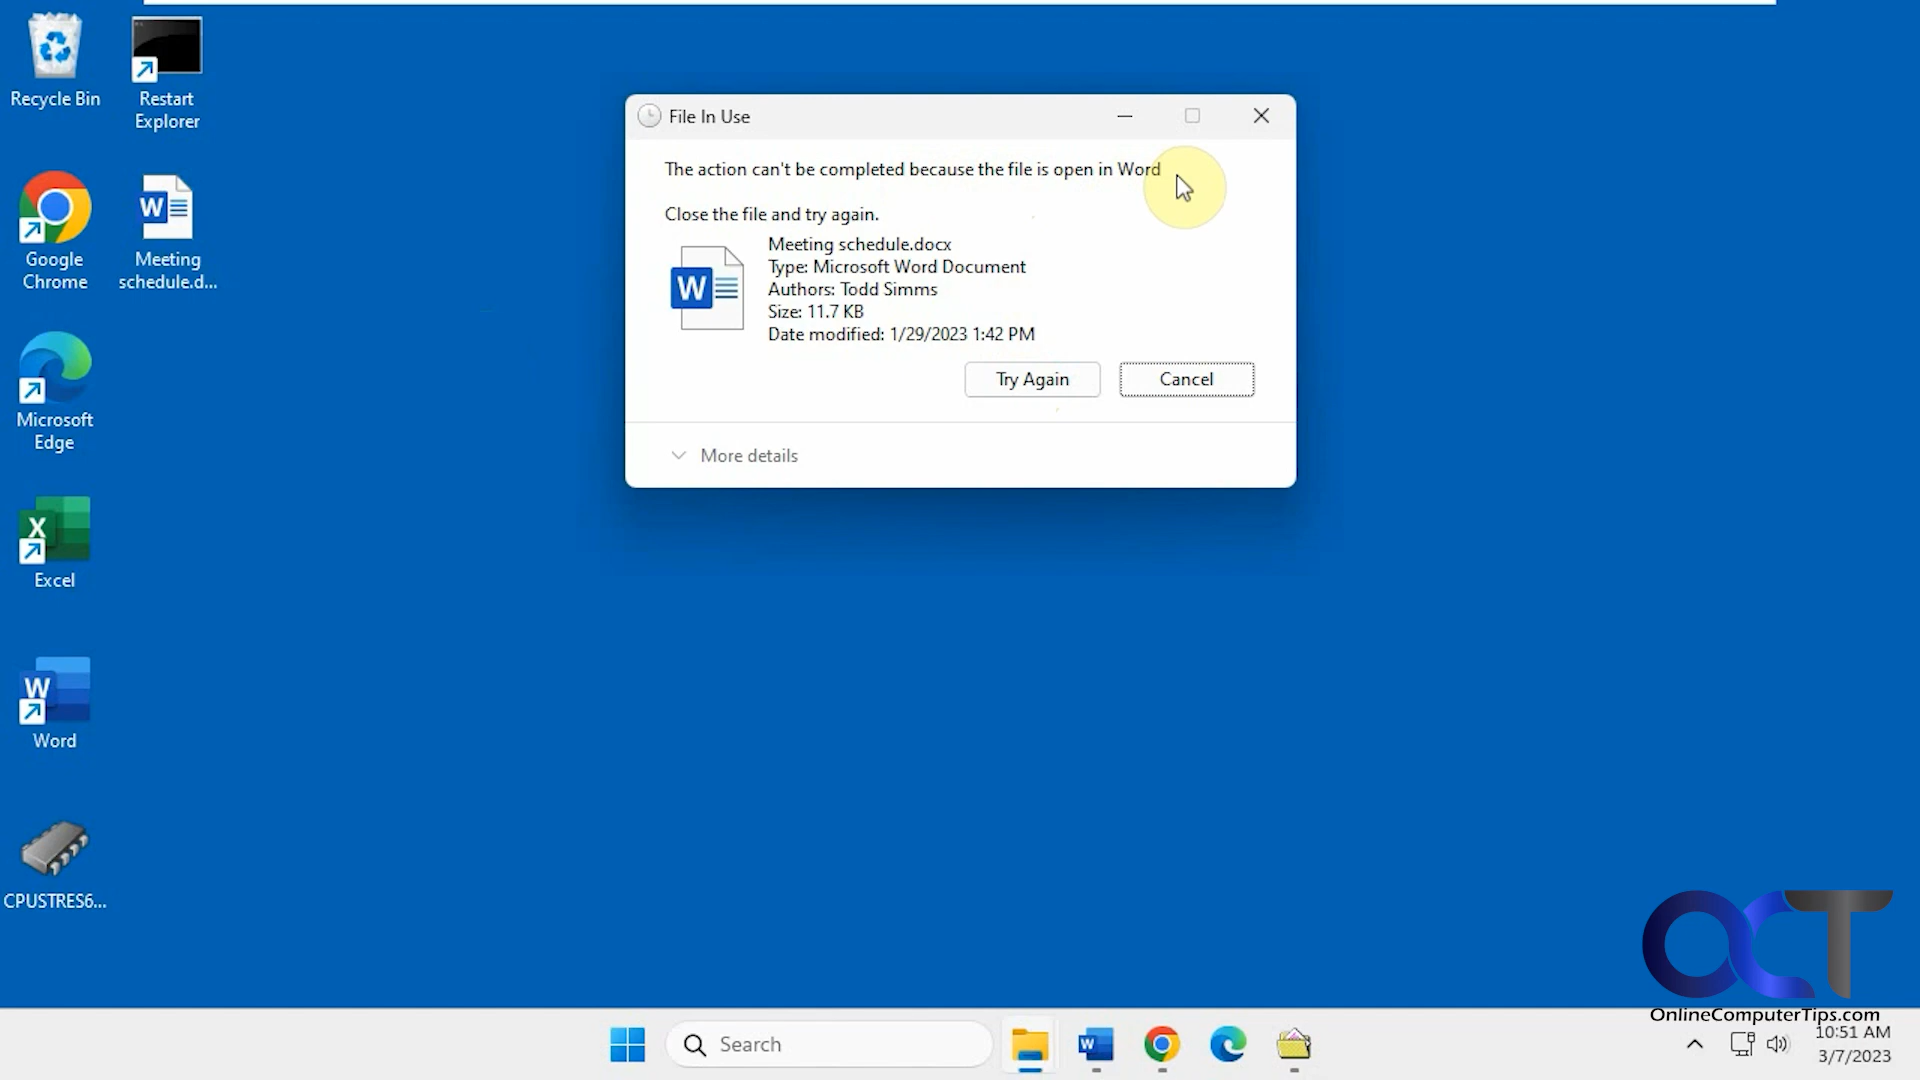 Recycle Bin
Restart
Explorer
Google
Chrome
Meeting
schedule.d...
Microsoft
Edge
Excel
Word
CPUSTRES6...
File In Use
The action can't be completed because the file is open in Word
Close the file and try again.
Meeting schedule.docx
Type: Microsoft Word Document
Authors: Todd Simms
Size: 11.7 KB
Date modified: 1/29/2023 1:42 PM
Try Again
Cancel
More details
OCT
OnlineComputerTips.com
Search
10:51 AM
3/7/2023